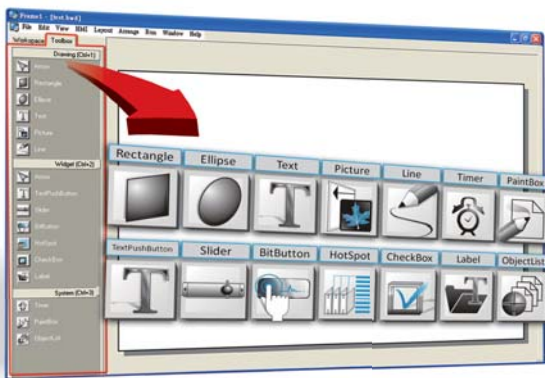 Frame1 - [test.hwd]
File Edit View HMI Layout Arrange Run Window Help
Workspace Toolbox
Drawing (Ctrl+1)
Arrow
Rectangle
Ellipse
Text
Picture
Line
Widget (Ctrl+2)
Arrow
TextPushButton
Slider
BitButton
HotSpot
CheckBox
Label
System (Ctrl+3)
Timer
PaintBox
ObjectList
Rectangle Ellipse Text Picture Line Timer PaintBox
TextPushButton Slider BitButton HotSpot CheckBox Label ObjectList